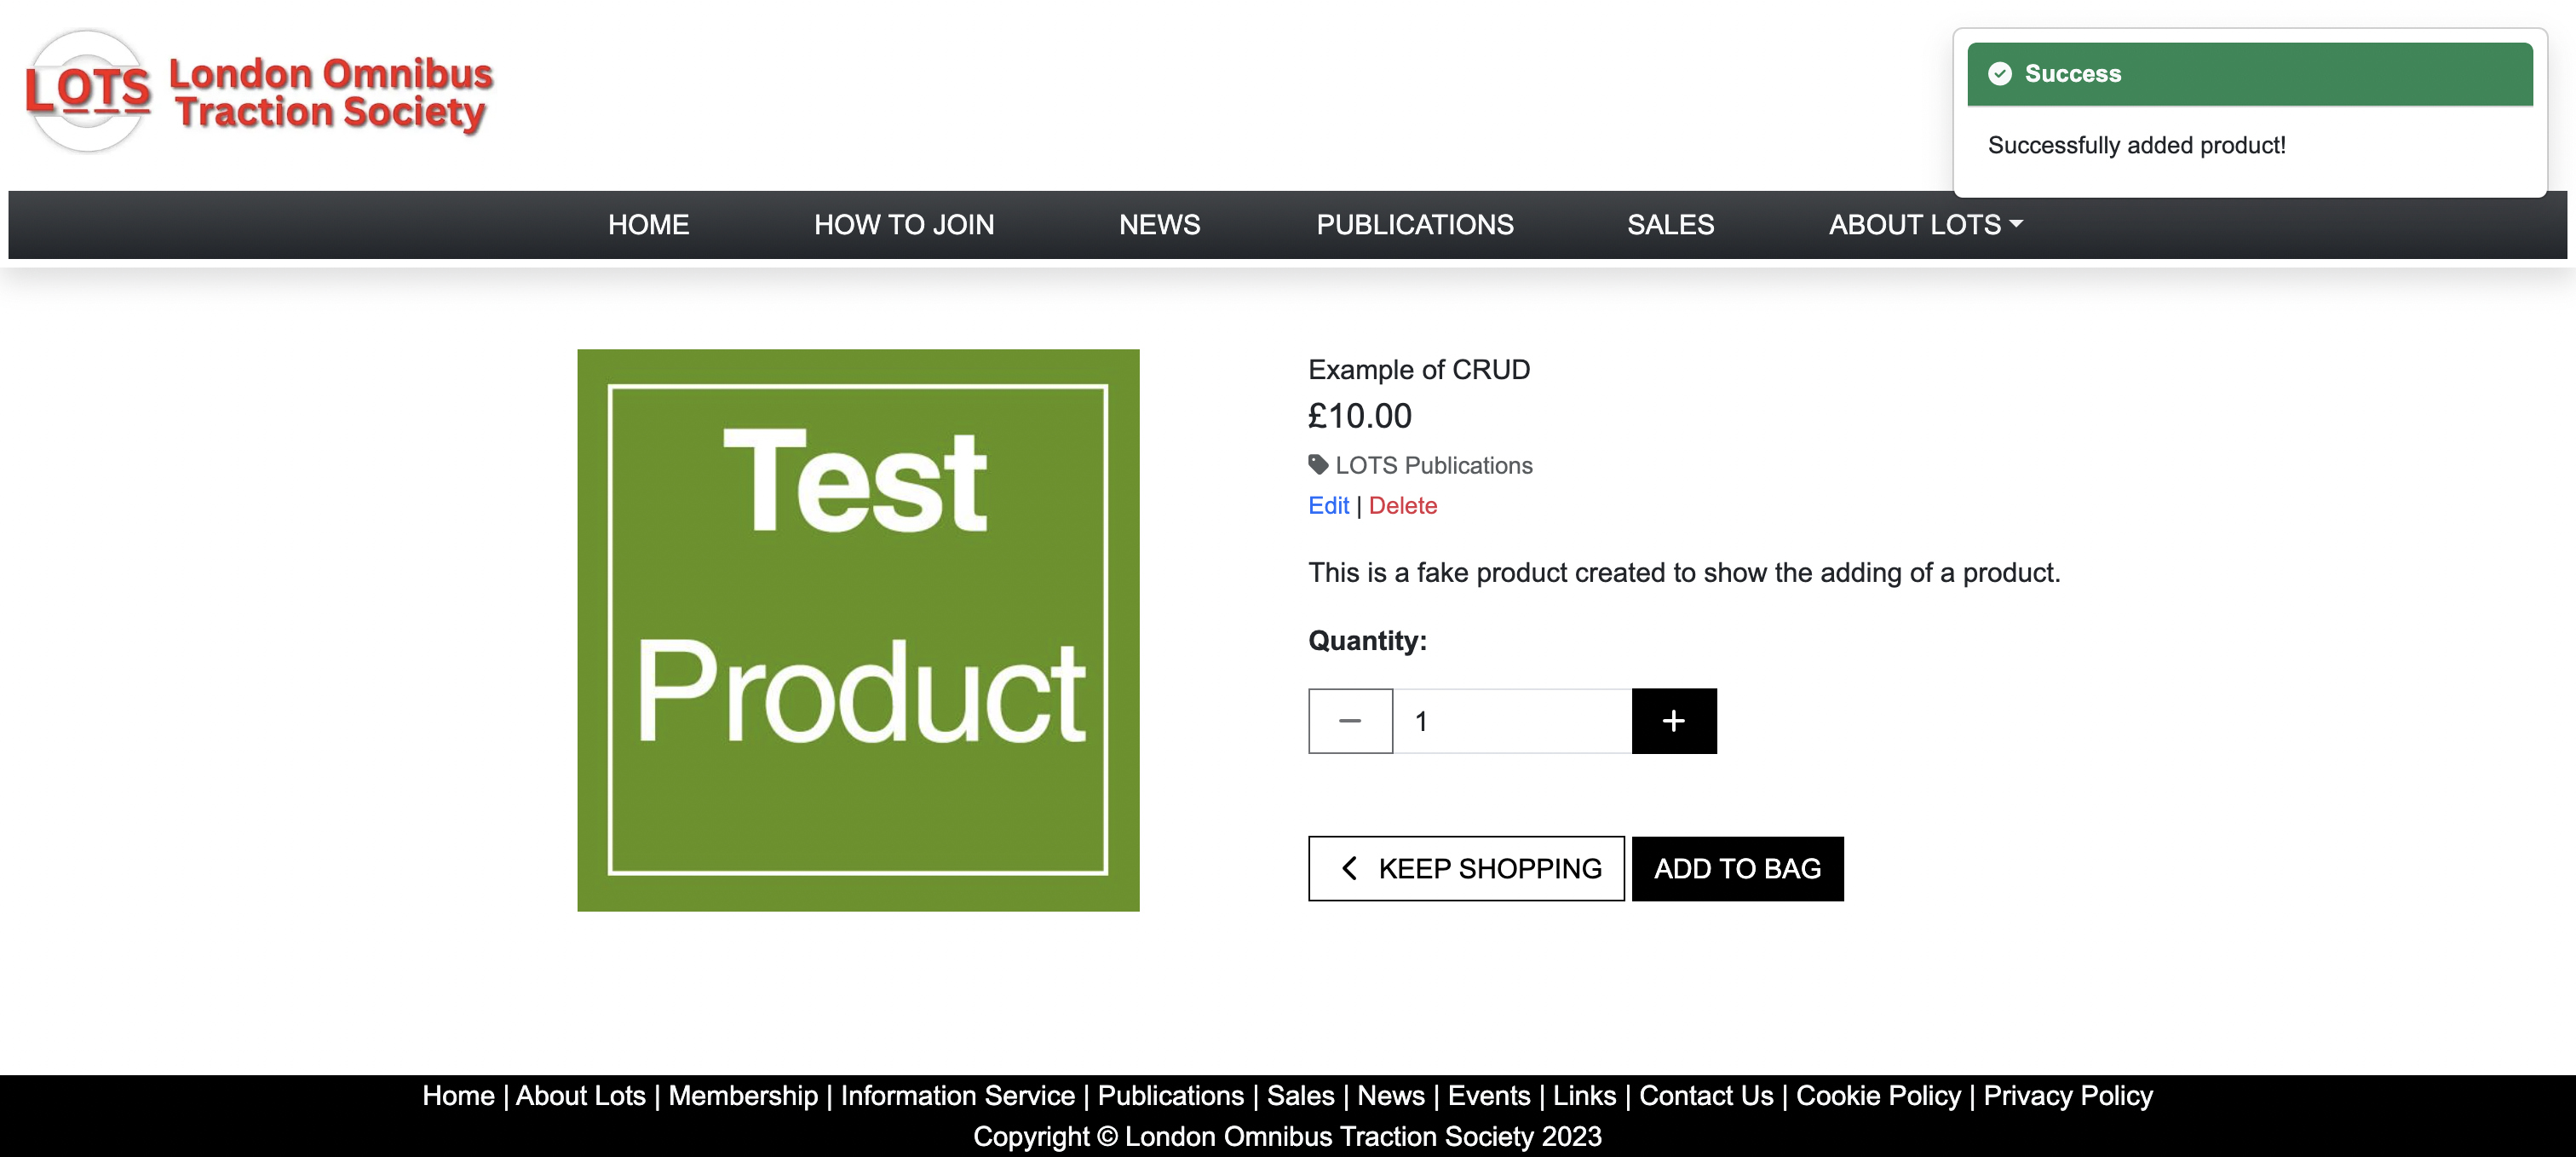 LOTS London Omnibus
Traction Society
Success
Successfully added product!
HOME HOW TO JOIN NEWS PUBLICATIONS SALES ABOUT LOTS
Test
Product
Example of CRUD
£10.00
LOTS Publications
Edit | Delete
This is a fake product created to show the adding of a product.
Quantity:
− 1 +
KEEP SHOPPING ADD TO BAG
Home | About Lots | Membership | Information Service | Publications | Sales | News | Events | Links | Contact Us | Cookie Policy | Privacy Policy
Copyright © London Omnibus Traction Society 2023